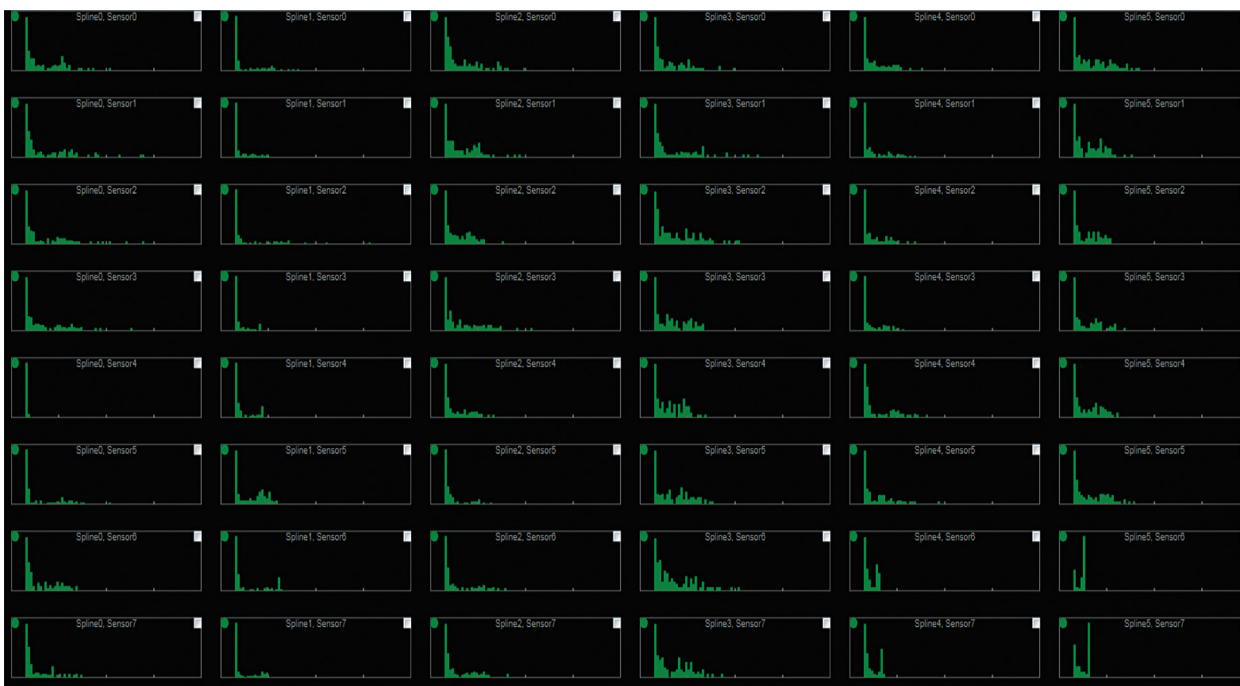 Spline0, Sensor0
Spline1, Sensor0
Spline2, Sensor0
Spline3, Sensor0
Spline4, Sensor0
Spline5, Sensor0
Spline0, Sensor1
Spline1, Sensor1
Spline2, Sensor1
Spline3, Sensor1
Spline4, Sensor1
Spline5, Sensor1
Spline0, Sensor2
Spline1, Sensor2
Spline2, Sensor2
Spline3, Sensor2
Spline4, Sensor2
Spline5, Sensor2
Spline0, Sensor3
Spline1, Sensor3
Spline2, Sensor3
Spline3, Sensor3
Spline4, Sensor3
Spline5, Sensor3
Spline0, Sensor4
Spline1, Sensor4
Spline2, Sensor4
Spline3, Sensor4
Spline4, Sensor4
Spline5, Sensor4
Spline0, Sensor5
Spline1, Sensor5
Spline2, Sensor5
Spline3, Sensor5
Spline4, Sensor5
Spline5, Sensor5
Spline0, Sensor6
Spline1, Sensor6
Spline2, Sensor6
Spline3, Sensor6
Spline4, Sensor6
Spline5, Sensor6
Spline0, Sensor7
Spline1, Sensor7
Spline2, Sensor7
Spline3, Sensor7
Spline4, Sensor7
Spline5, Sensor7